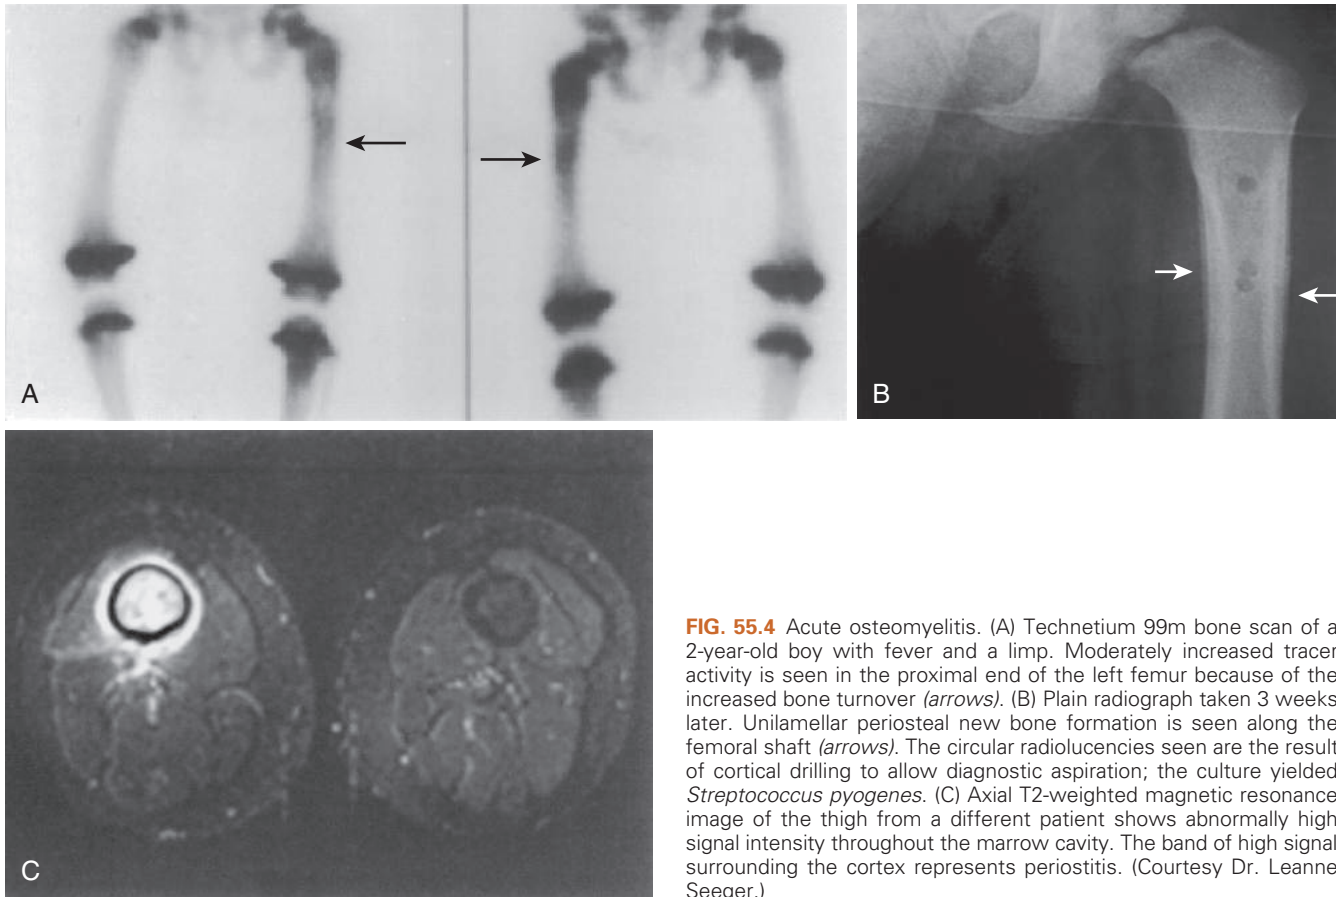 A
B
C
FIG. 55.4 Acute osteomyelitis. (A) Technetium 99m bone scan of a
2-year-old boy with fever and a limp. Moderately increased tracer
activity is seen in the proximal end of the left femur because of the
increased bone turnover (arrows). (B) Plain radiograph taken 3 weeks
later. Unilamellar periosteal new bone formation is seen along the
femoral shaft (arrows). The circular radiolucencies seen are the result
of cortical drilling to allow diagnostic aspiration; the culture yielded
Streptococcus pyogenes. (C) Axial T2-weighted magnetic resonance
image of the thigh from a different patient shows abnormally high
signal intensity throughout the marrow cavity. The band of high signal
surrounding the cortex represents periostitis. (Courtesy Dr. Leanne
Seeger.)